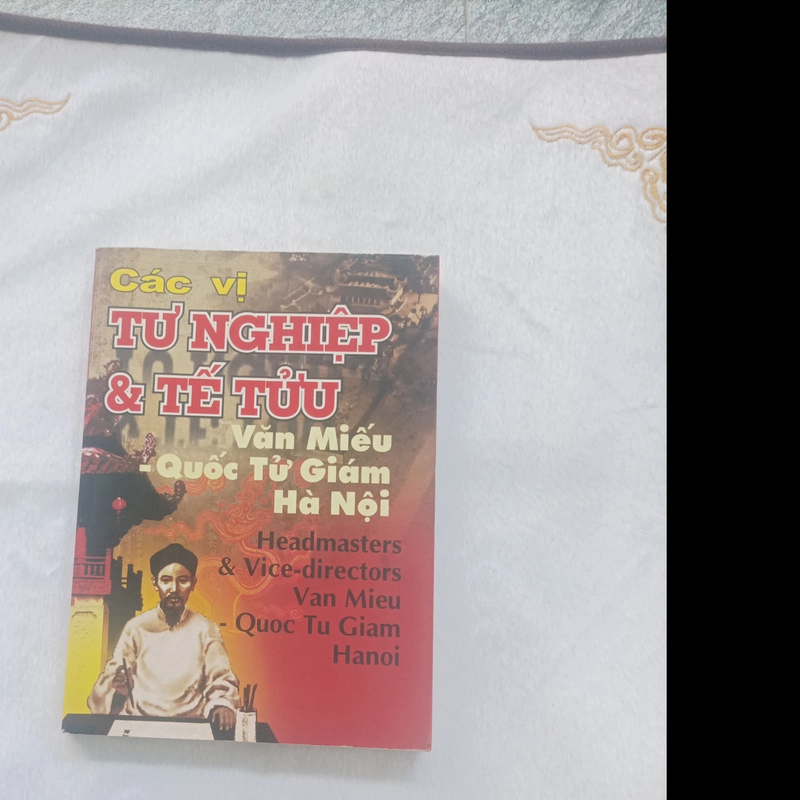 Các vị
TƯ NGHIỆP
& TẾ TỬU
Văn Miếu
-Quốc Tử Giám
Hà Nội
Headmasters
& Vice-directors
Van Mieu
- Quoc Tu Giam
Hanoi